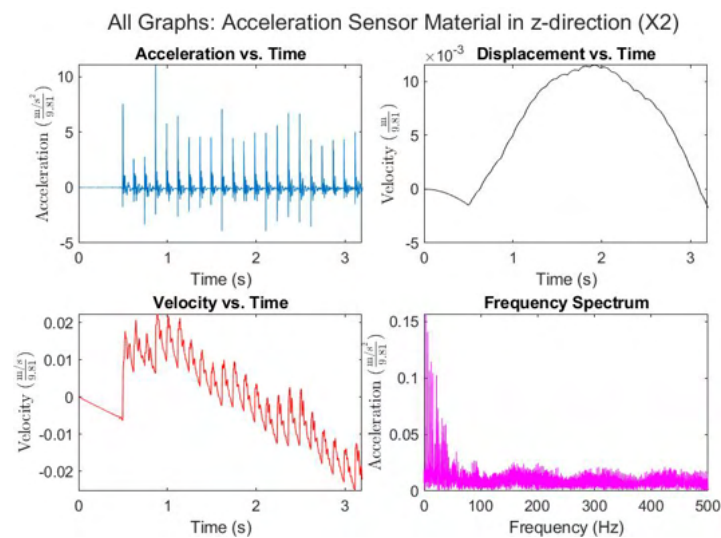 All Graphs: Acceleration Sensor Material in z-direction (X2)
Acceleration vs. Time
10
5
0
-5
Acceleration (m/s²/9.81)
0 1 2 3
Time (s)
×10⁻³ Displacement vs. Time
10
5
0
-5
Velocity (m/9.81)
0 1 2 3
Time (s)
Velocity vs. Time
0.02
0.01
0
-0.01
-0.02
Velocity (m/s/9.81)
0 1 2 3
Time (s)
Frequency Spectrum
0.15
0.1
0.05
0
Acceleration (m/s²/9.81)
0 100 200 300 400 500
Frequency (Hz)